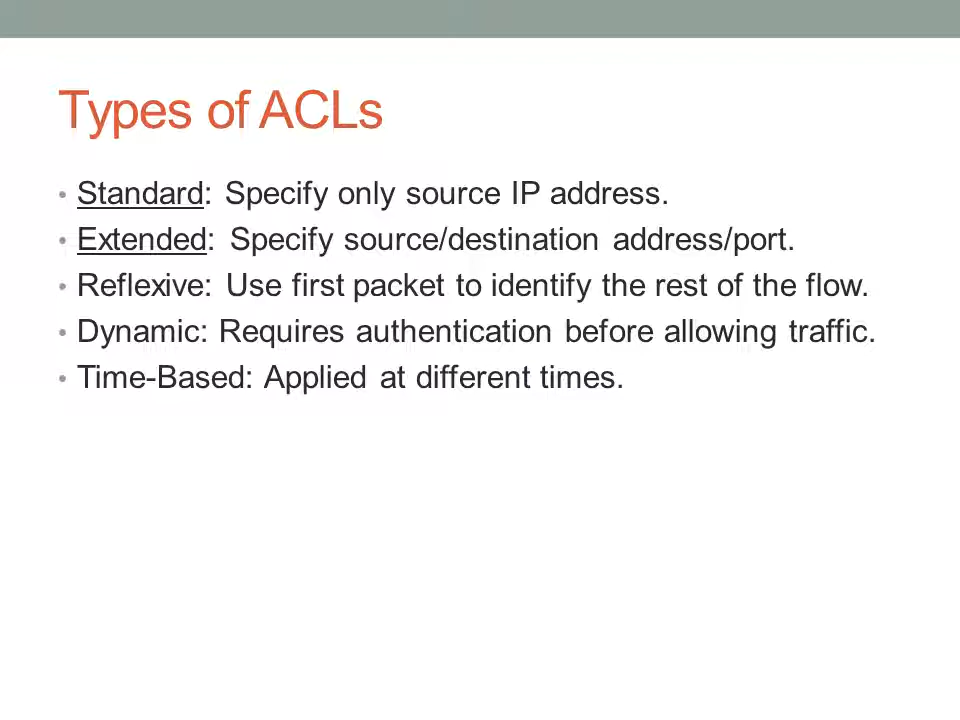 Types of ACLs
• Standard: Specify only source IP address.
• Extended: Specify source/destination address/port.
• Reflexive: Use first packet to identify the rest of the flow.
• Dynamic: Requires authentication before allowing traffic.
• Time-Based: Applied at different times.